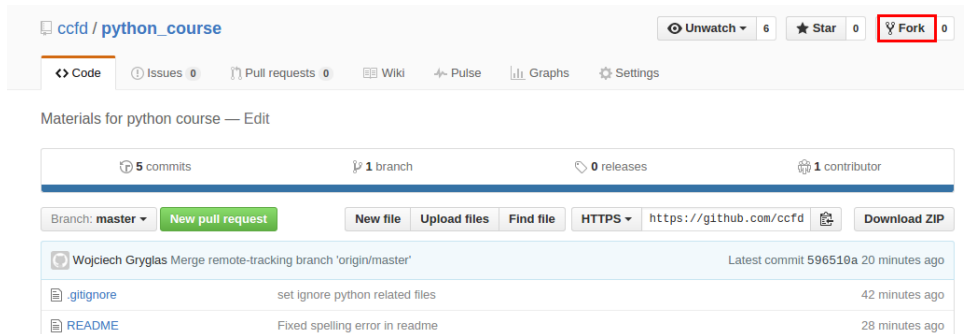 ccfd / python_course Unwatch 6 Star 0 Fork 0
Code Issues 0 Pull requests 0 Wiki Pulse Graphs Settings
Materials for python course — Edit
5 commits 1 branch 0 releases 1 contributor
Branch: master New pull request New file Upload files Find file HTTPS https://github.com/ccfd Download ZIP
Wojciech Gryglas Merge remote-tracking branch 'origin/master' Latest commit 596510a 20 minutes ago
.gitignore set ignore python related files 42 minutes ago
README Fixed spelling error in readme 28 minutes ago